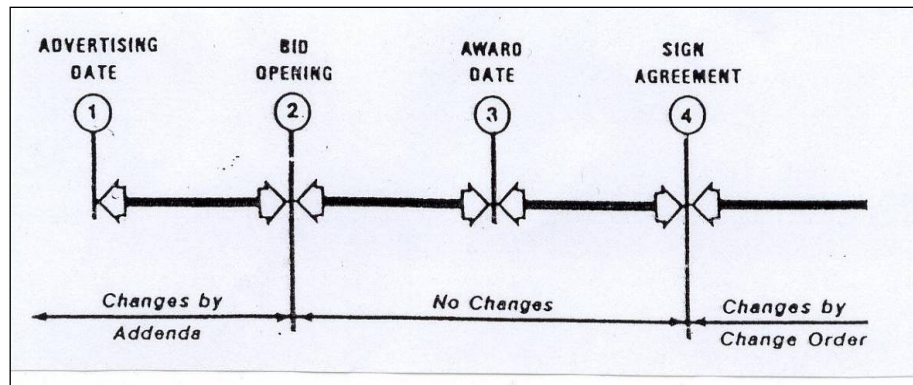 ADVERTISING
DATE
BID
OPENING
AWARD
DATE
SIGN
AGREEMENT
1
2
3
4
Changes by
Addenda
No Changes
Changes by
Change Order